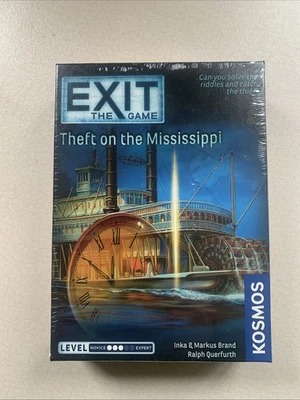 EXIT
THE GAME
Can you solve the
riddles and catch
the thief?
Theft on the Mississippi
KOSMOS
Inka & Markus Brand
Ralph Querfurth
LEVEL NOVICE EXPERT